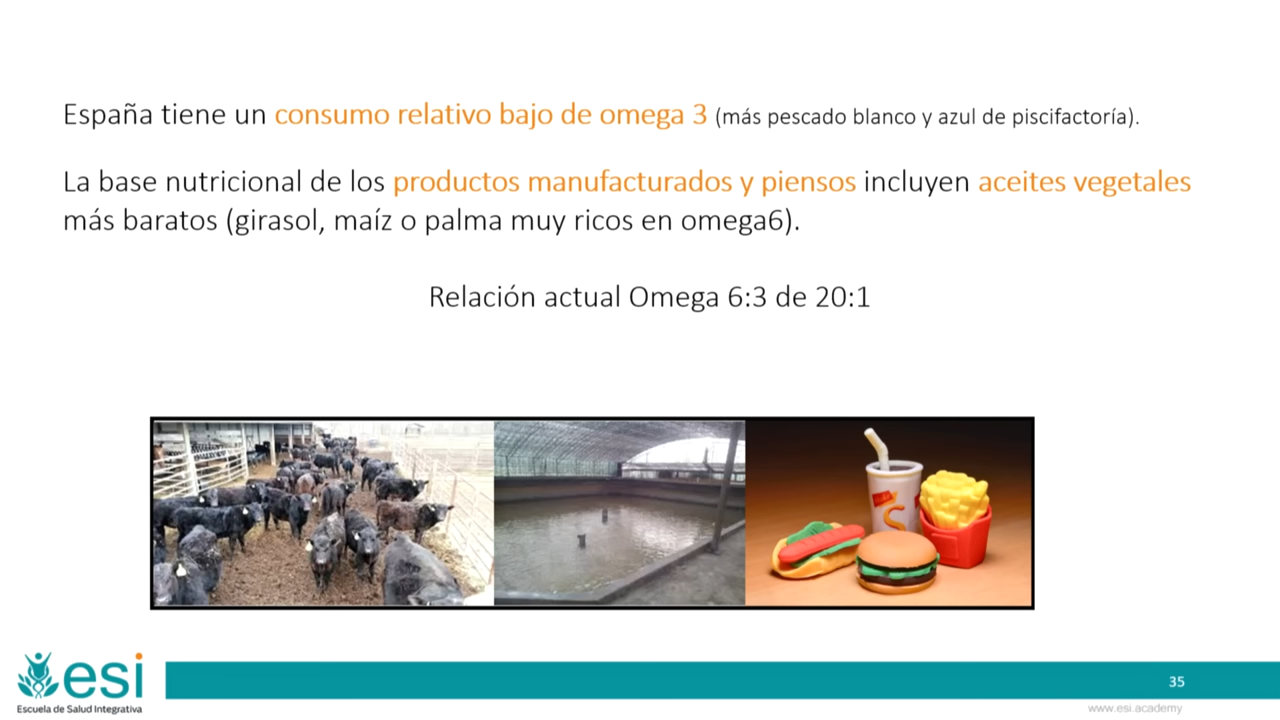 España tiene un consumo relativo bajo de omega 3 (más pescado blanco y azul de piscifactoría).
La base nutricional de los productos manufacturados y piensos incluyen aceites vegetales
más baratos (girasol, maíz o palma muy ricos en omega6).
Relación actual Omega 6:3 de 20:1
esi
Escuela de Salud Integrativa
35
www.esi.academy